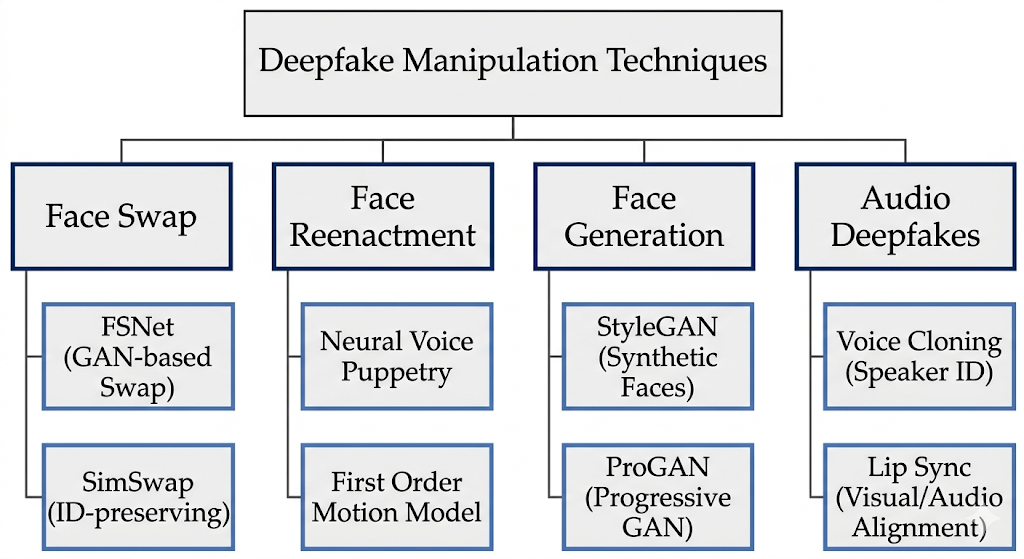 Deepfake Manipulation Techniques
Face Swap
Face
Reenactment
Face
Generation
Audio
Deepfakes
FSNet
(GAN-based
Swap)
Neural Voice
Puppetry
StyleGAN
(Synthetic
Faces)
Voice Cloning
(Speaker ID)
SimSwap
(ID-preserving)
First Order
Motion Model
ProGAN
(Progressive
GAN)
Lip Sync
(Visual/Audio
Alignment)